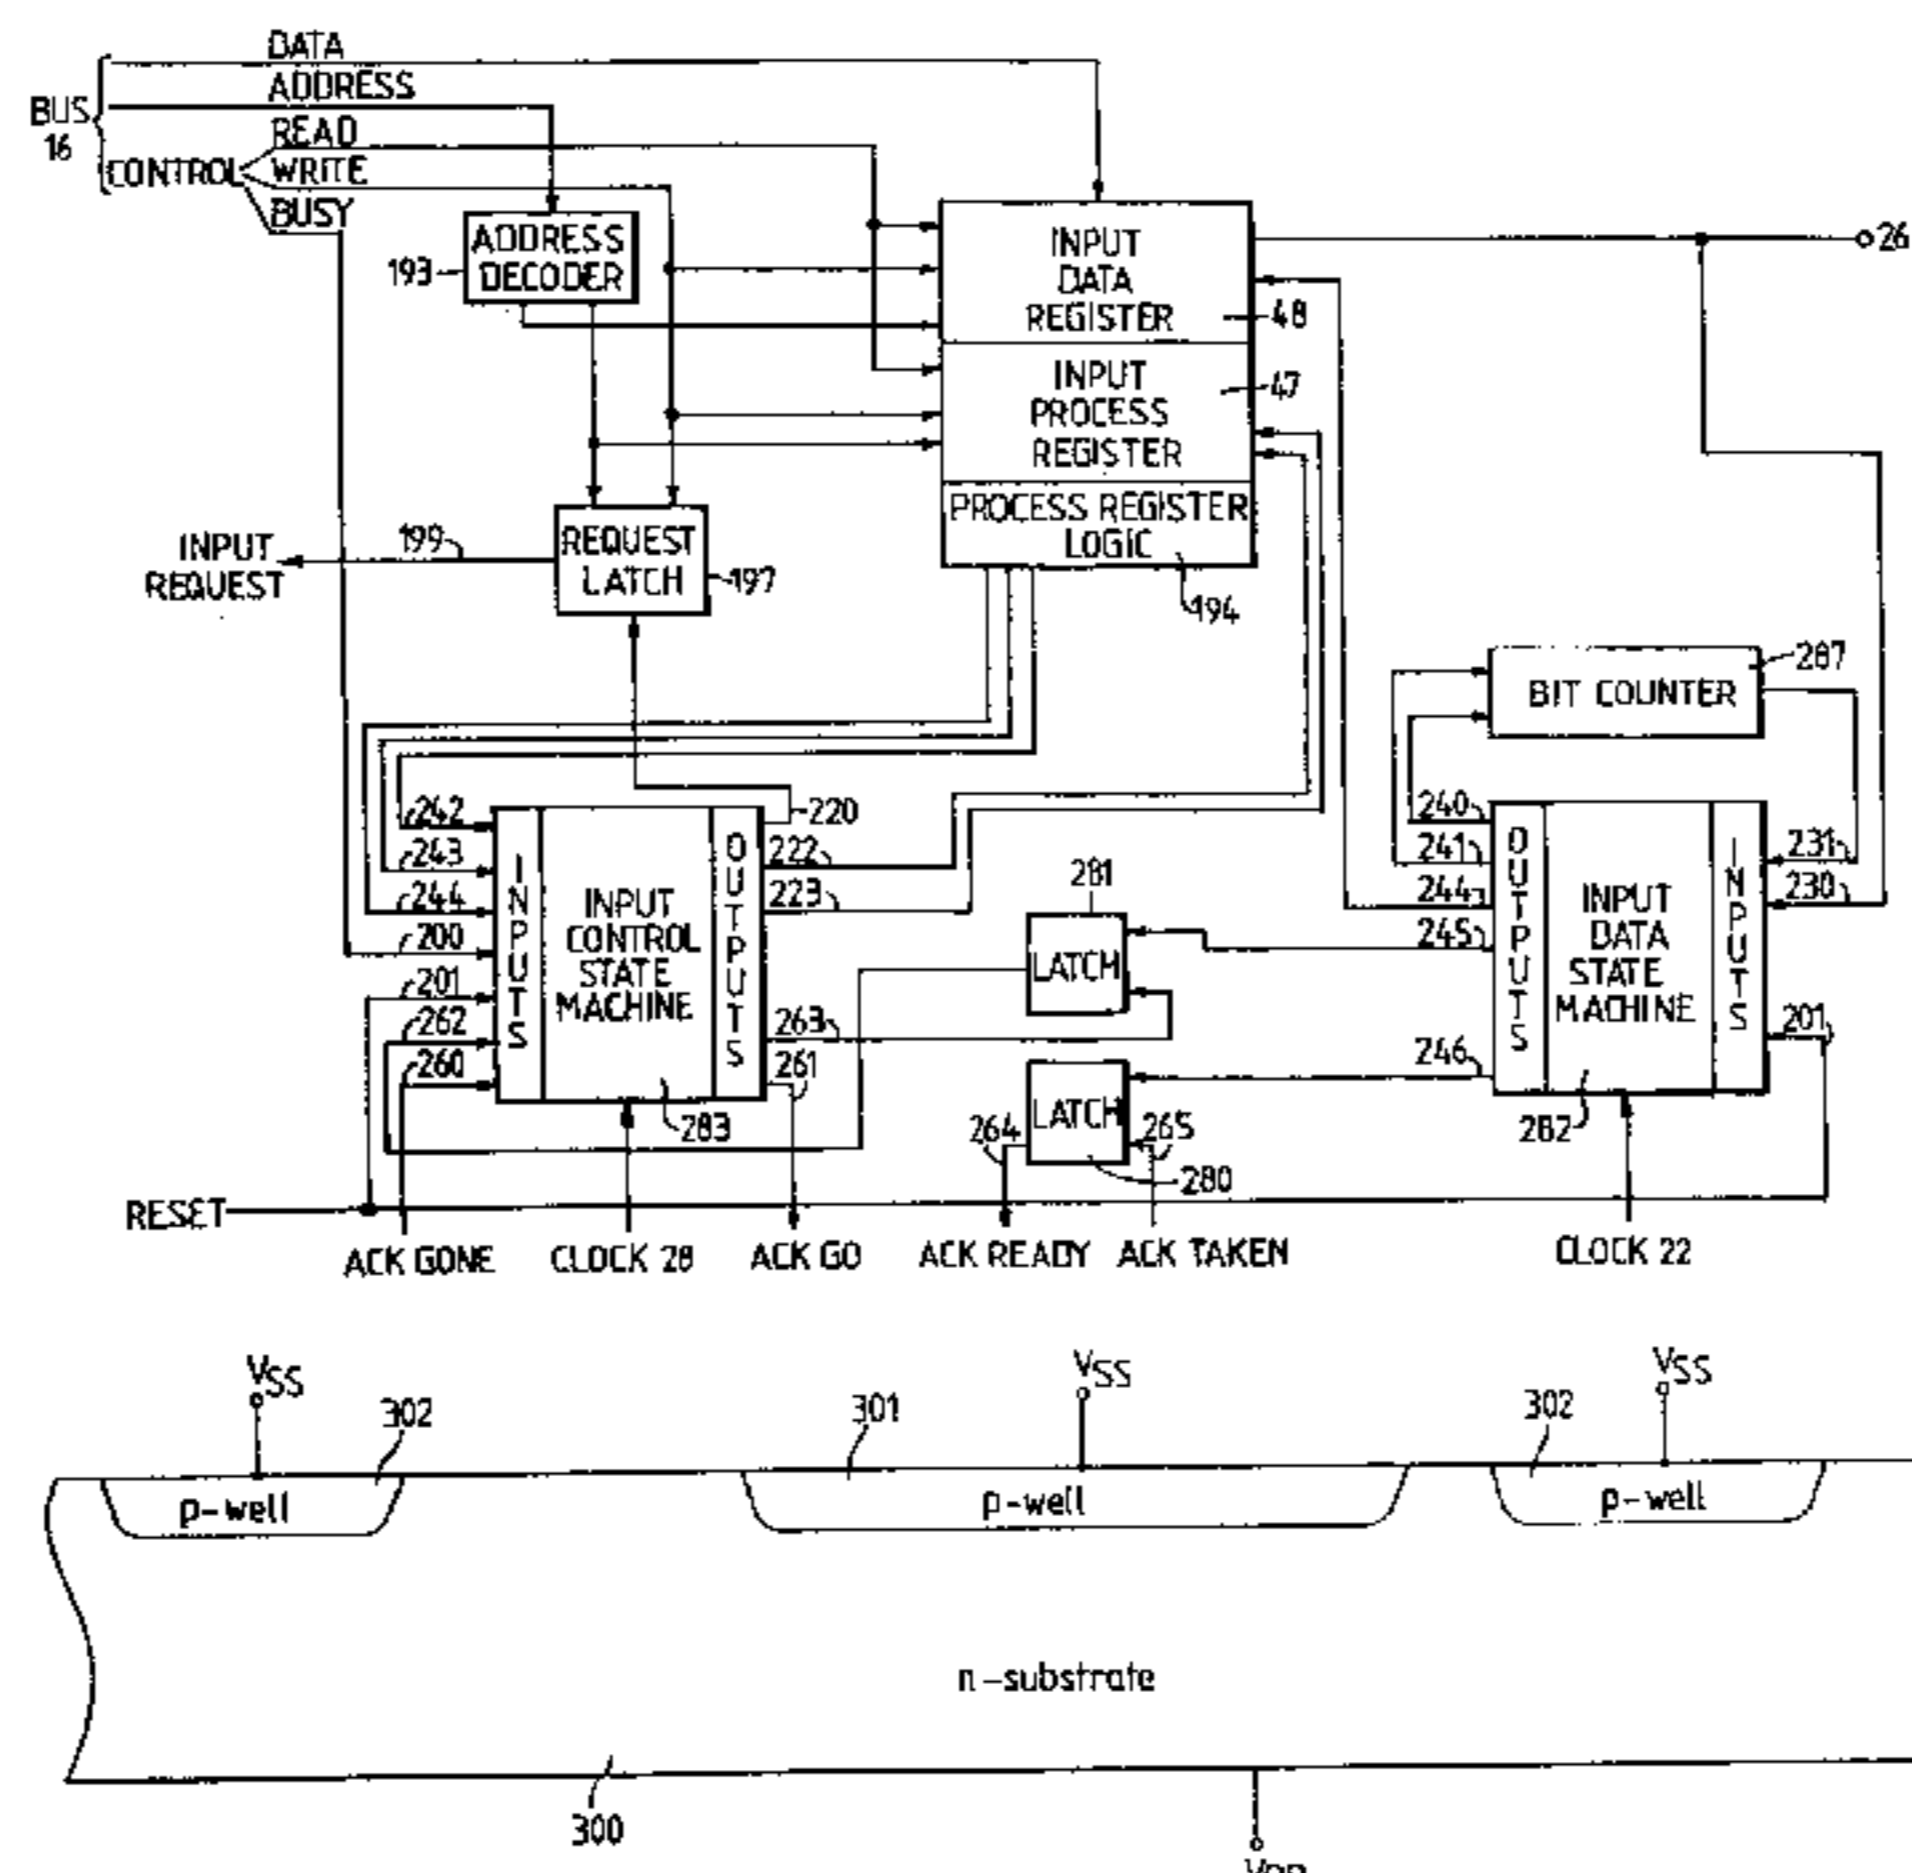 DATA
ADDRESS
BUS
16
READ
CONTROL
WRITE
BUSY
193
ADDRESS
DECODER
INPUT
DATA
REGISTER
48
26
INPUT
PROCESS
REGISTER
47
PROCESS REGISTER
LOGIC
194
INPUT
REQUEST
199
REQUEST
LATCH
197
287
BIT COUNTER
242
243
244
200
201
262
260
INPUTS
INPUT
CONTROL
STATE
MACHINE
OUTPUTS
220
222
223
263
261
283
281
LATCH
LATCH
264
265
280
240
241
244
245
246
OUTPUTS
INPUT
DATA
STATE
MACHINE
INPUTS
231
230
201
282
RESET
ACK GONE
CLOCK 28
ACK GO
ACK READY
ACK TAKEN
CLOCK 22
VSS
302
301
VSS
302
VSS
p-well
p-well
p-well
n-substrate
300